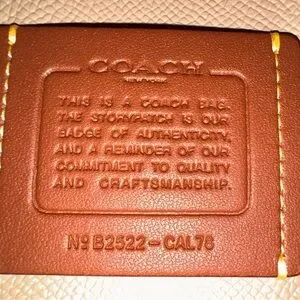 COACH
NEW YORK
THIS IS A COACH BAG.
THE STORYPATCH IS OUR
BADGE OF AUTHENTICITY,
AND A REMINDER OF OUR
COMMITMENT TO QUALITY
AND CRAFTSMANSHIP.
Nº B2522-CAL76